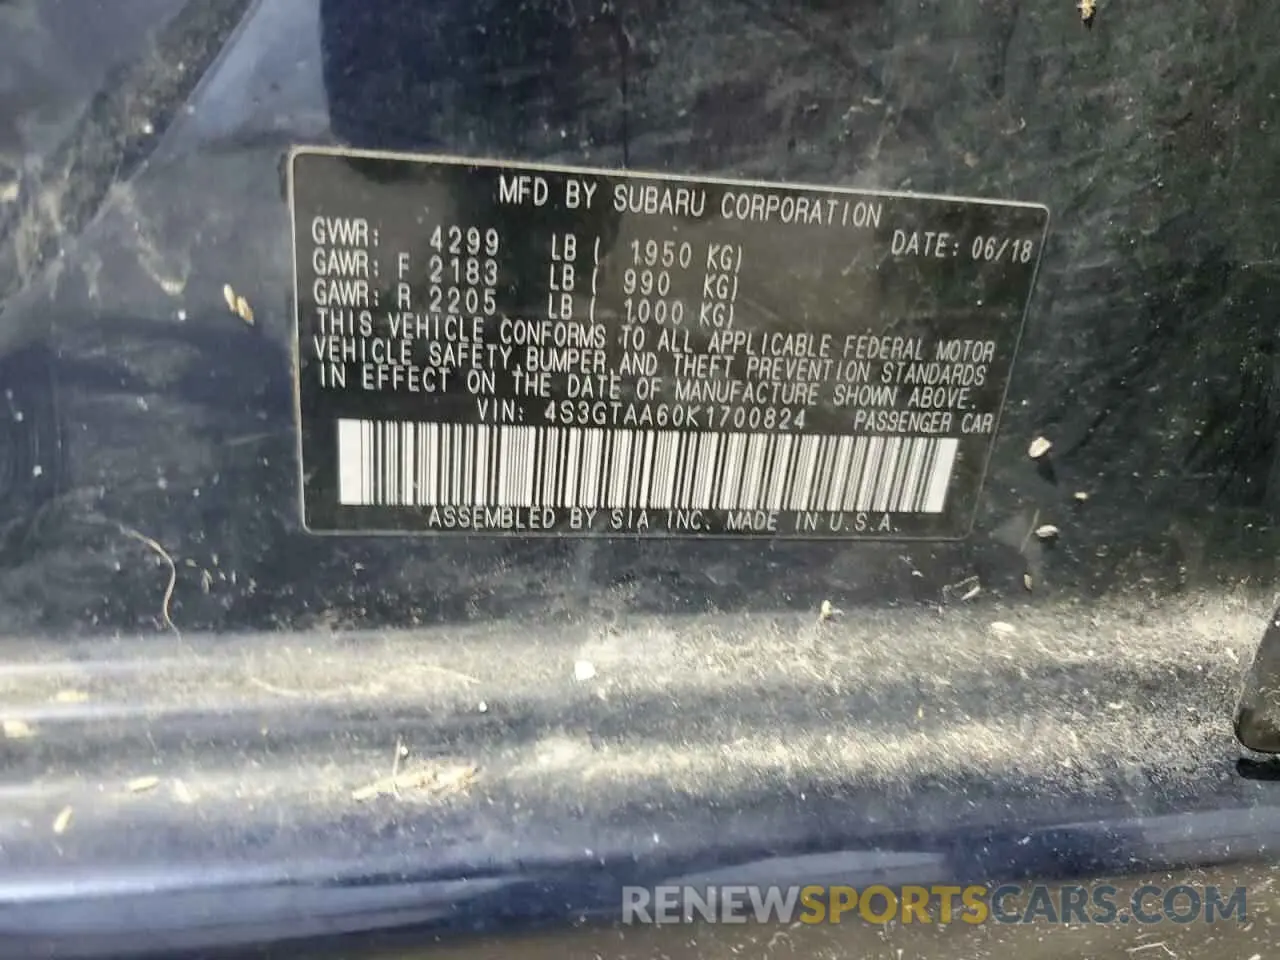 MFD BY SUBARU CORPORATION
GVWR: 4299 LB ( 1950 KG) DATE: 06/18
GAWR: F 2183 LB ( 990 KG)
GAWR: R 2205 LB ( 1000 KG)
THIS VEHICLE CONFORMS TO ALL APPLICABLE FEDERAL MOTOR
VEHICLE SAFETY, BUMPER, AND THEFT PREVENTION STANDARDS
IN EFFECT ON THE DATE OF MANUFACTURE SHOWN ABOVE.
VIN: 4S3GTAA60K1700824 PASSENGER CAR
ASSEMBLED BY SIA INC. MADE IN U.S.A.
RENEWSPORTSCARS.COM